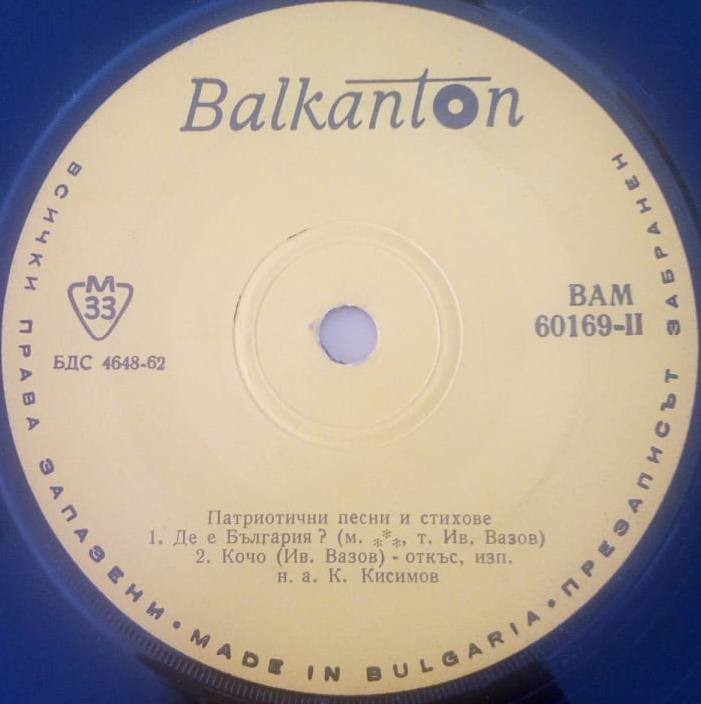 Balkanton
ВСИЧКИ ПРАВА ЗАПАЗЕНИ • MADE IN BULGARIA • ПРЕЗАПИСЪТ ЗАБРАНЕН
М
33
БДС 4648-62
ВАМ
60169-II
Патриотични песни и стихове
1. Де е България? (м. ***, т. Ив. Вазов)
2. Кочо (Ив. Вазов) - откъс, изп.
н. а. К. Кисимов